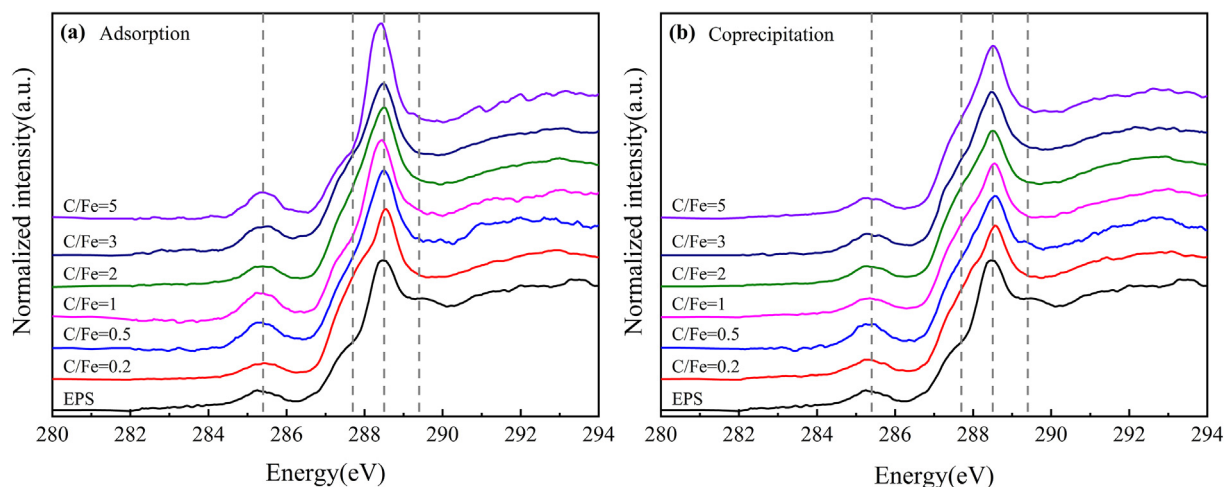 (a) Adsorption
Normalized intensity(a.u.)
C/Fe=5
C/Fe=3
C/Fe=2
C/Fe=1
C/Fe=0.5
C/Fe=0.2
EPS
280 282 284 286 288 290 292 294
Energy(eV)
(b) Coprecipitation
Normalized intensity(a.u.)
C/Fe=5
C/Fe=3
C/Fe=2
C/Fe=1
C/Fe=0.5
C/Fe=0.2
EPS
280 282 284 286 288 290 292 294
Energy(eV)